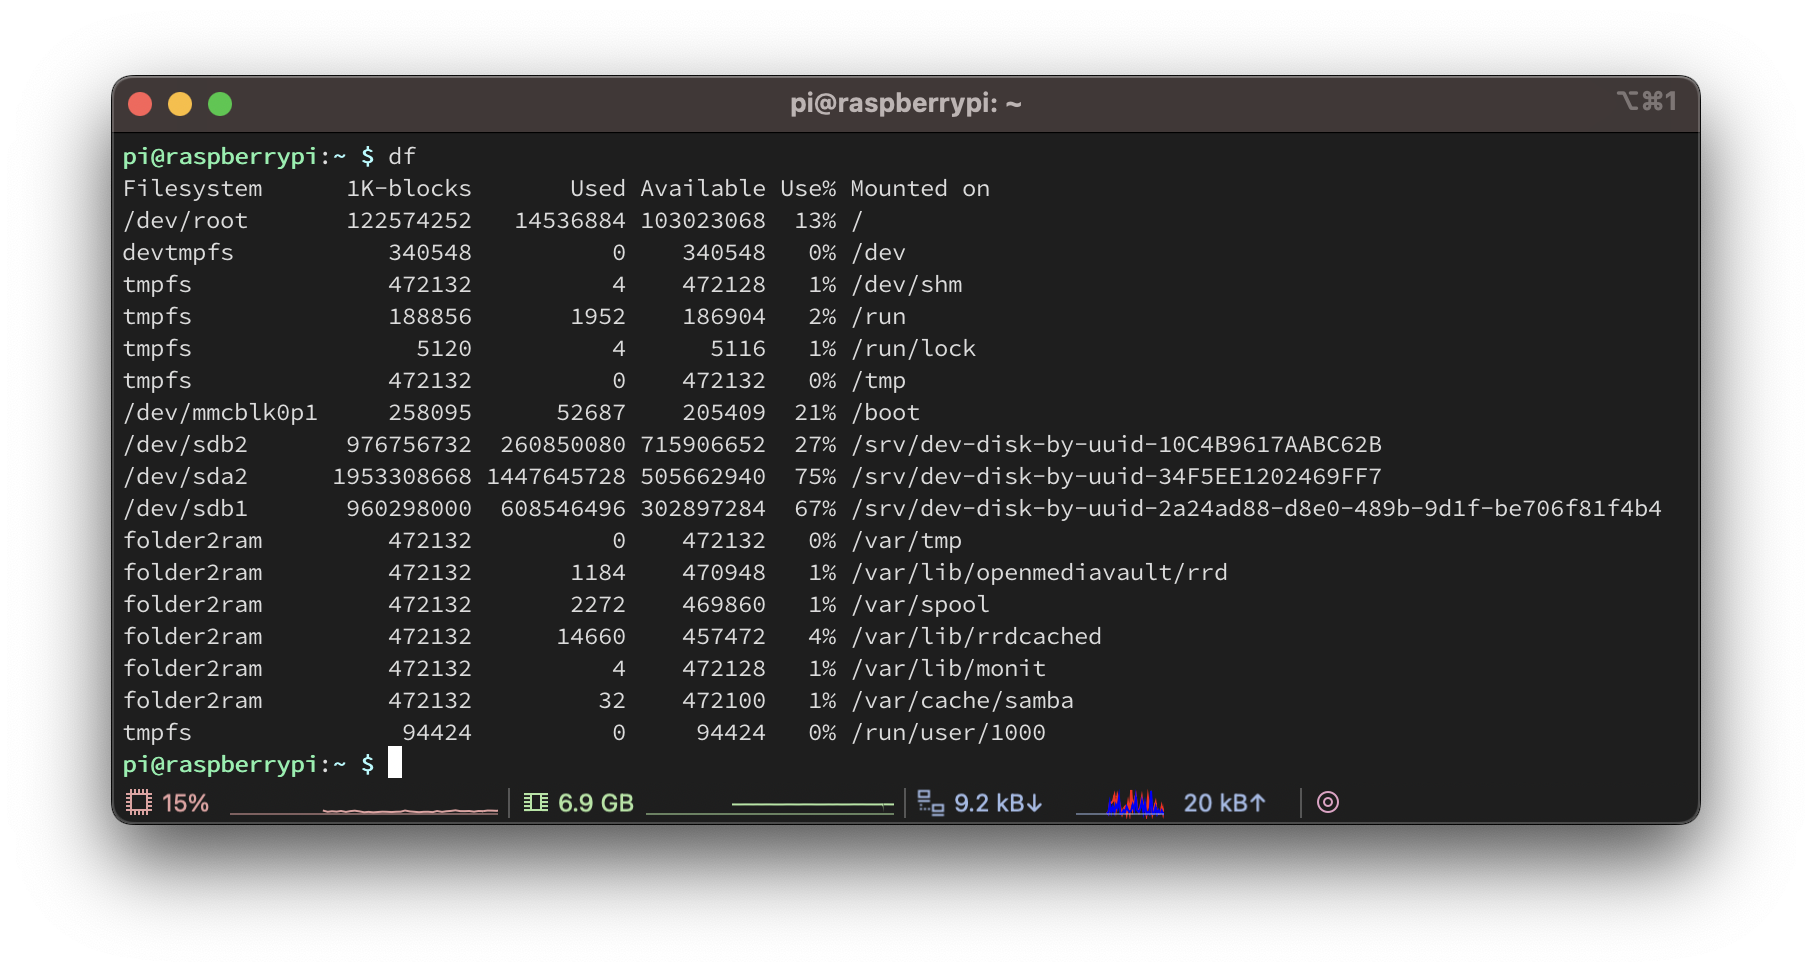 pi@raspberrypi: ~ ⌥⌘1
pi@raspberrypi:~ $ df
Filesystem      1K-blocks       Used Available Use% Mounted on
/dev/root       122574252   14536884 103023068  13% /
devtmpfs           340548          0    340548   0% /dev
tmpfs              472132          4    472128   1% /dev/shm
tmpfs              188856       1952    186904   2% /run
tmpfs                5120          4      5116   1% /run/lock
tmpfs              472132          0    472132   0% /tmp
/dev/mmcblk0p1     258095      52687    205409  21% /boot
/dev/sdb2       976756732  260850080 715906652  27% /srv/dev-disk-by-uuid-10C4B9617AABC62B
/dev/sda2      1953308668 1447645728 505662940  75% /srv/dev-disk-by-uuid-34F5EE1202469FF7
/dev/sdb1       960298000  608546496 302897284  67% /srv/dev-disk-by-uuid-2a24ad88-d8e0-489b-9d1f-be706f81f4b4
folder2ram         472132          0    472132   0% /var/tmp
folder2ram         472132       1184    470948   1% /var/lib/openmediavault/rrd
folder2ram         472132       2272    469860   1% /var/spool
folder2ram         472132      14660    457472   4% /var/lib/rrdcached
folder2ram         472132          4    472128   1% /var/lib/monit
folder2ram         472132         32    472100   1% /var/cache/samba
tmpfs               94424          0     94424   0% /run/user/1000
pi@raspberrypi:~ $
15% 6.9 GB 9.2 kB↓ 20 kB↑